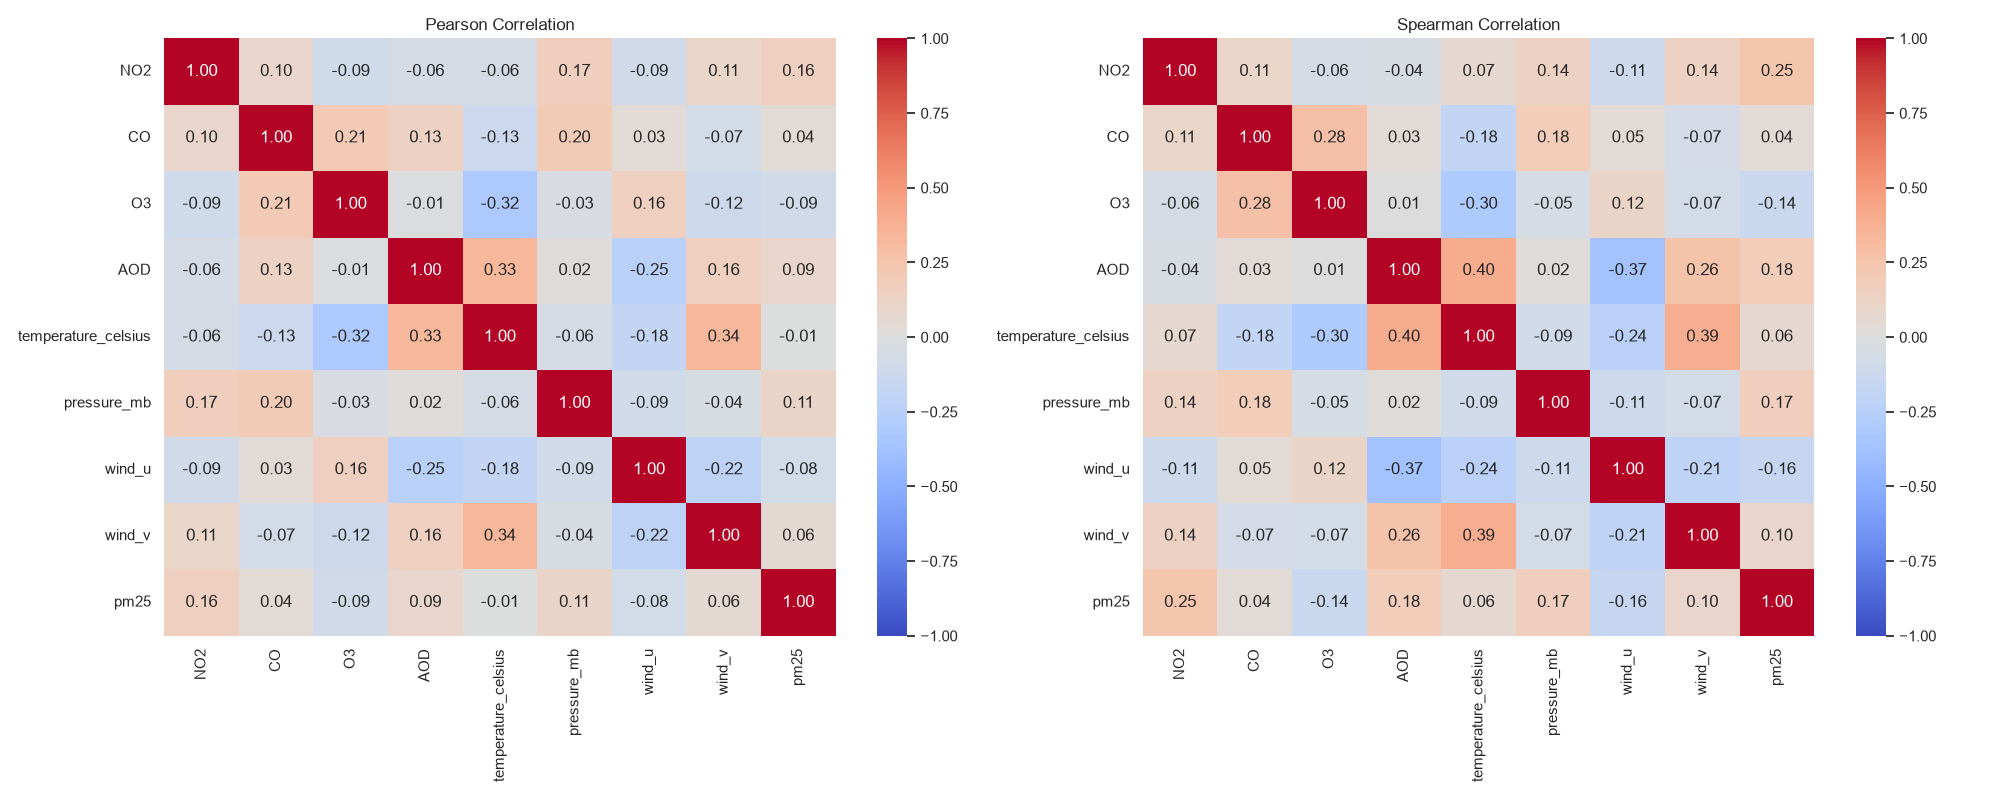 Pearson Correlation
NO2 1.00 0.10 -0.09 -0.06 -0.06 0.17 -0.09 0.11 0.16
CO 0.10 1.00 0.21 0.13 -0.13 0.20 0.03 -0.07 0.04
O3 -0.09 0.21 1.00 -0.01 -0.32 -0.03 0.16 -0.12 -0.09
AOD -0.06 0.13 -0.01 1.00 0.33 0.02 -0.25 0.16 0.09
temperature_celsius -0.06 -0.13 -0.32 0.33 1.00 -0.06 -0.18 0.34 -0.01
pressure_mb 0.17 0.20 -0.03 0.02 -0.06 1.00 -0.09 -0.04 0.11
wind_u -0.09 0.03 0.16 -0.25 -0.18 -0.09 1.00 -0.22 -0.08
wind_v 0.11 -0.07 -0.12 0.16 0.34 -0.04 -0.22 1.00 0.06
pm25 0.16 0.04 -0.09 0.09 -0.01 0.11 -0.08 0.06 1.00
NO2 CO O3 AOD temperature_celsius pressure_mb wind_u wind_v pm25
1.00
0.75
0.50
0.25
0.00
−0.25
−0.50
−0.75
−1.00
Spearman Correlation
NO2 1.00 0.11 -0.06 -0.04 0.07 0.14 -0.11 0.14 0.25
CO 0.11 1.00 0.28 0.03 -0.18 0.18 0.05 -0.07 0.04
O3 -0.06 0.28 1.00 0.01 -0.30 -0.05 0.12 -0.07 -0.14
AOD -0.04 0.03 0.01 1.00 0.40 0.02 -0.37 0.26 0.18
temperature_celsius 0.07 -0.18 -0.30 0.40 1.00 -0.09 -0.24 0.39 0.06
pressure_mb 0.14 0.18 -0.05 0.02 -0.09 1.00 -0.11 -0.07 0.17
wind_u -0.11 0.05 0.12 -0.37 -0.24 -0.11 1.00 -0.21 -0.16
wind_v 0.14 -0.07 -0.07 0.26 0.39 -0.07 -0.21 1.00 0.10
pm25 0.25 0.04 -0.14 0.18 0.06 0.17 -0.16 0.10 1.00
NO2 CO O3 AOD temperature_celsius pressure_mb wind_u wind_v pm25
1.00
0.75
0.50
0.25
0.00
−0.25
−0.50
−0.75
−1.00